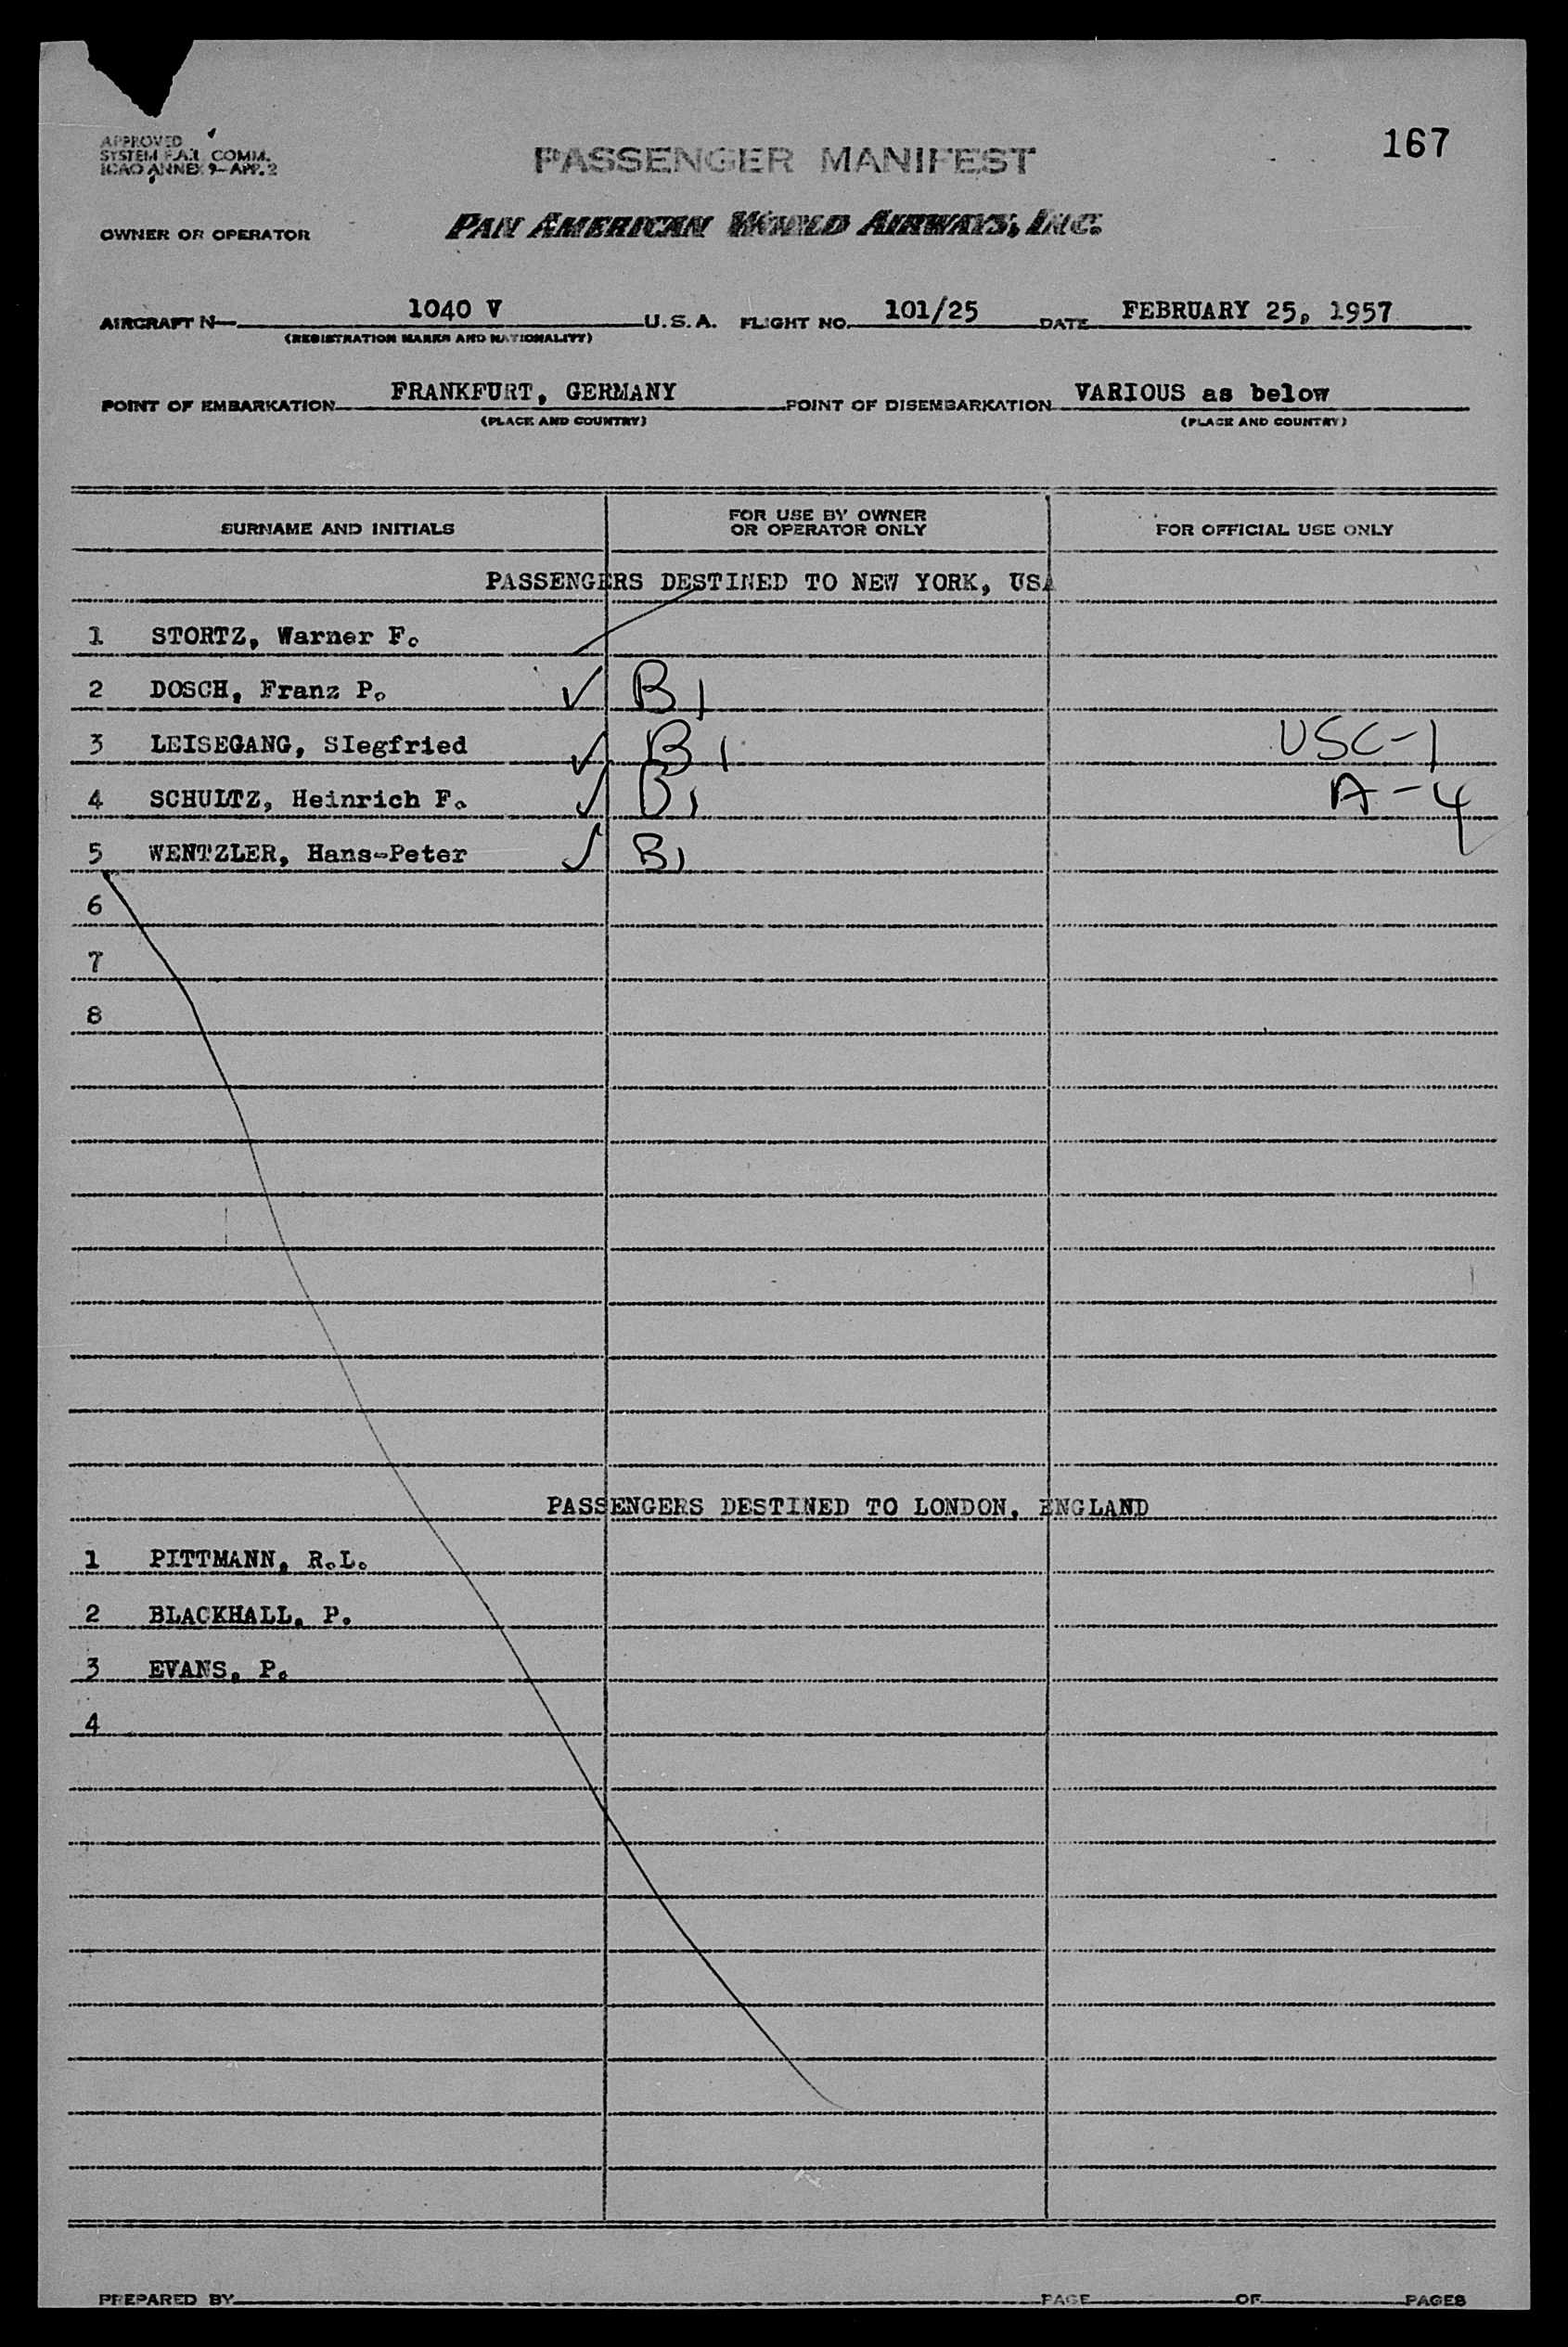 167
APPROVED
SYSTEM F.A.L. COMM.
ICAO ANNEX 9-APP. 2
PASSENGER MANIFEST
OWNER OR OPERATOR PAN AMERICAN WORLD AIRWAYS, INC.
AIRCRAFT N- 1040 V U.S.A. FLIGHT NO. 101/25 DATE FEBRUARY 25, 1957
(REGISTRATION MARKS AND NATIONALITY)
POINT OF EMBARKATION FRANKFURT, GERMANY POINT OF DISEMBARKATION VARIOUS as below
(PLACE AND COUNTRY) (PLACE AND COUNTRY)
SURNAME AND INITIALS FOR USE BY OWNER OR OPERATOR ONLY FOR OFFICIAL USE ONLY
PASSENGERS DESTINED TO NEW YORK, USA
1 STORTZ, Warner F.
2 DOSCH, Franz P. ✓ B1
3 LEISEGANG, SIegfried ✓ B1 USC-1
4 SCHULTZ, Heinrich F. ✓ B1 A-4
5 WENTZLER, Hans-Peter ✓ B1
6
7
8
PASSENGERS DESTINED TO LONDON, ENGLAND
1 PITTMANN, R.L.
2 BLACKHALL, P.
3 EVANS, P.
4
PREPARED BY PAGE OF PAGES